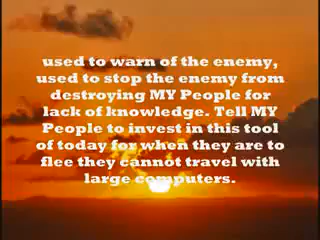 used to warn of the enemy,
used to stop the enemy from
destroying MY People for
lack of knowledge. Tell MY
People to invest in this tool
of today for when they are to
flee they cannot travel with
large computers.